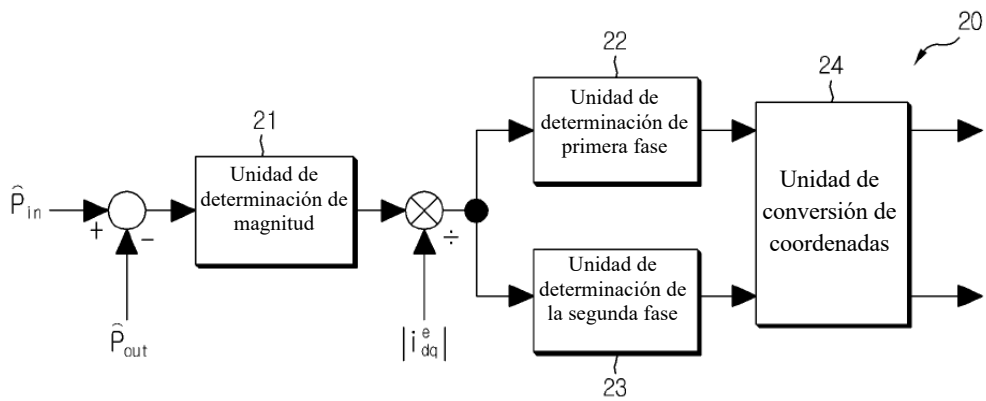 20
22
24
Unidad de
determinación de
primera fase
21
Unidad de
determinación de
magnitud
Unidad de
conversión de
coordenadas
P̂in
+
−
÷
P̂out
|i^e_dq|
Unidad de
determinación de
la segunda fase
23